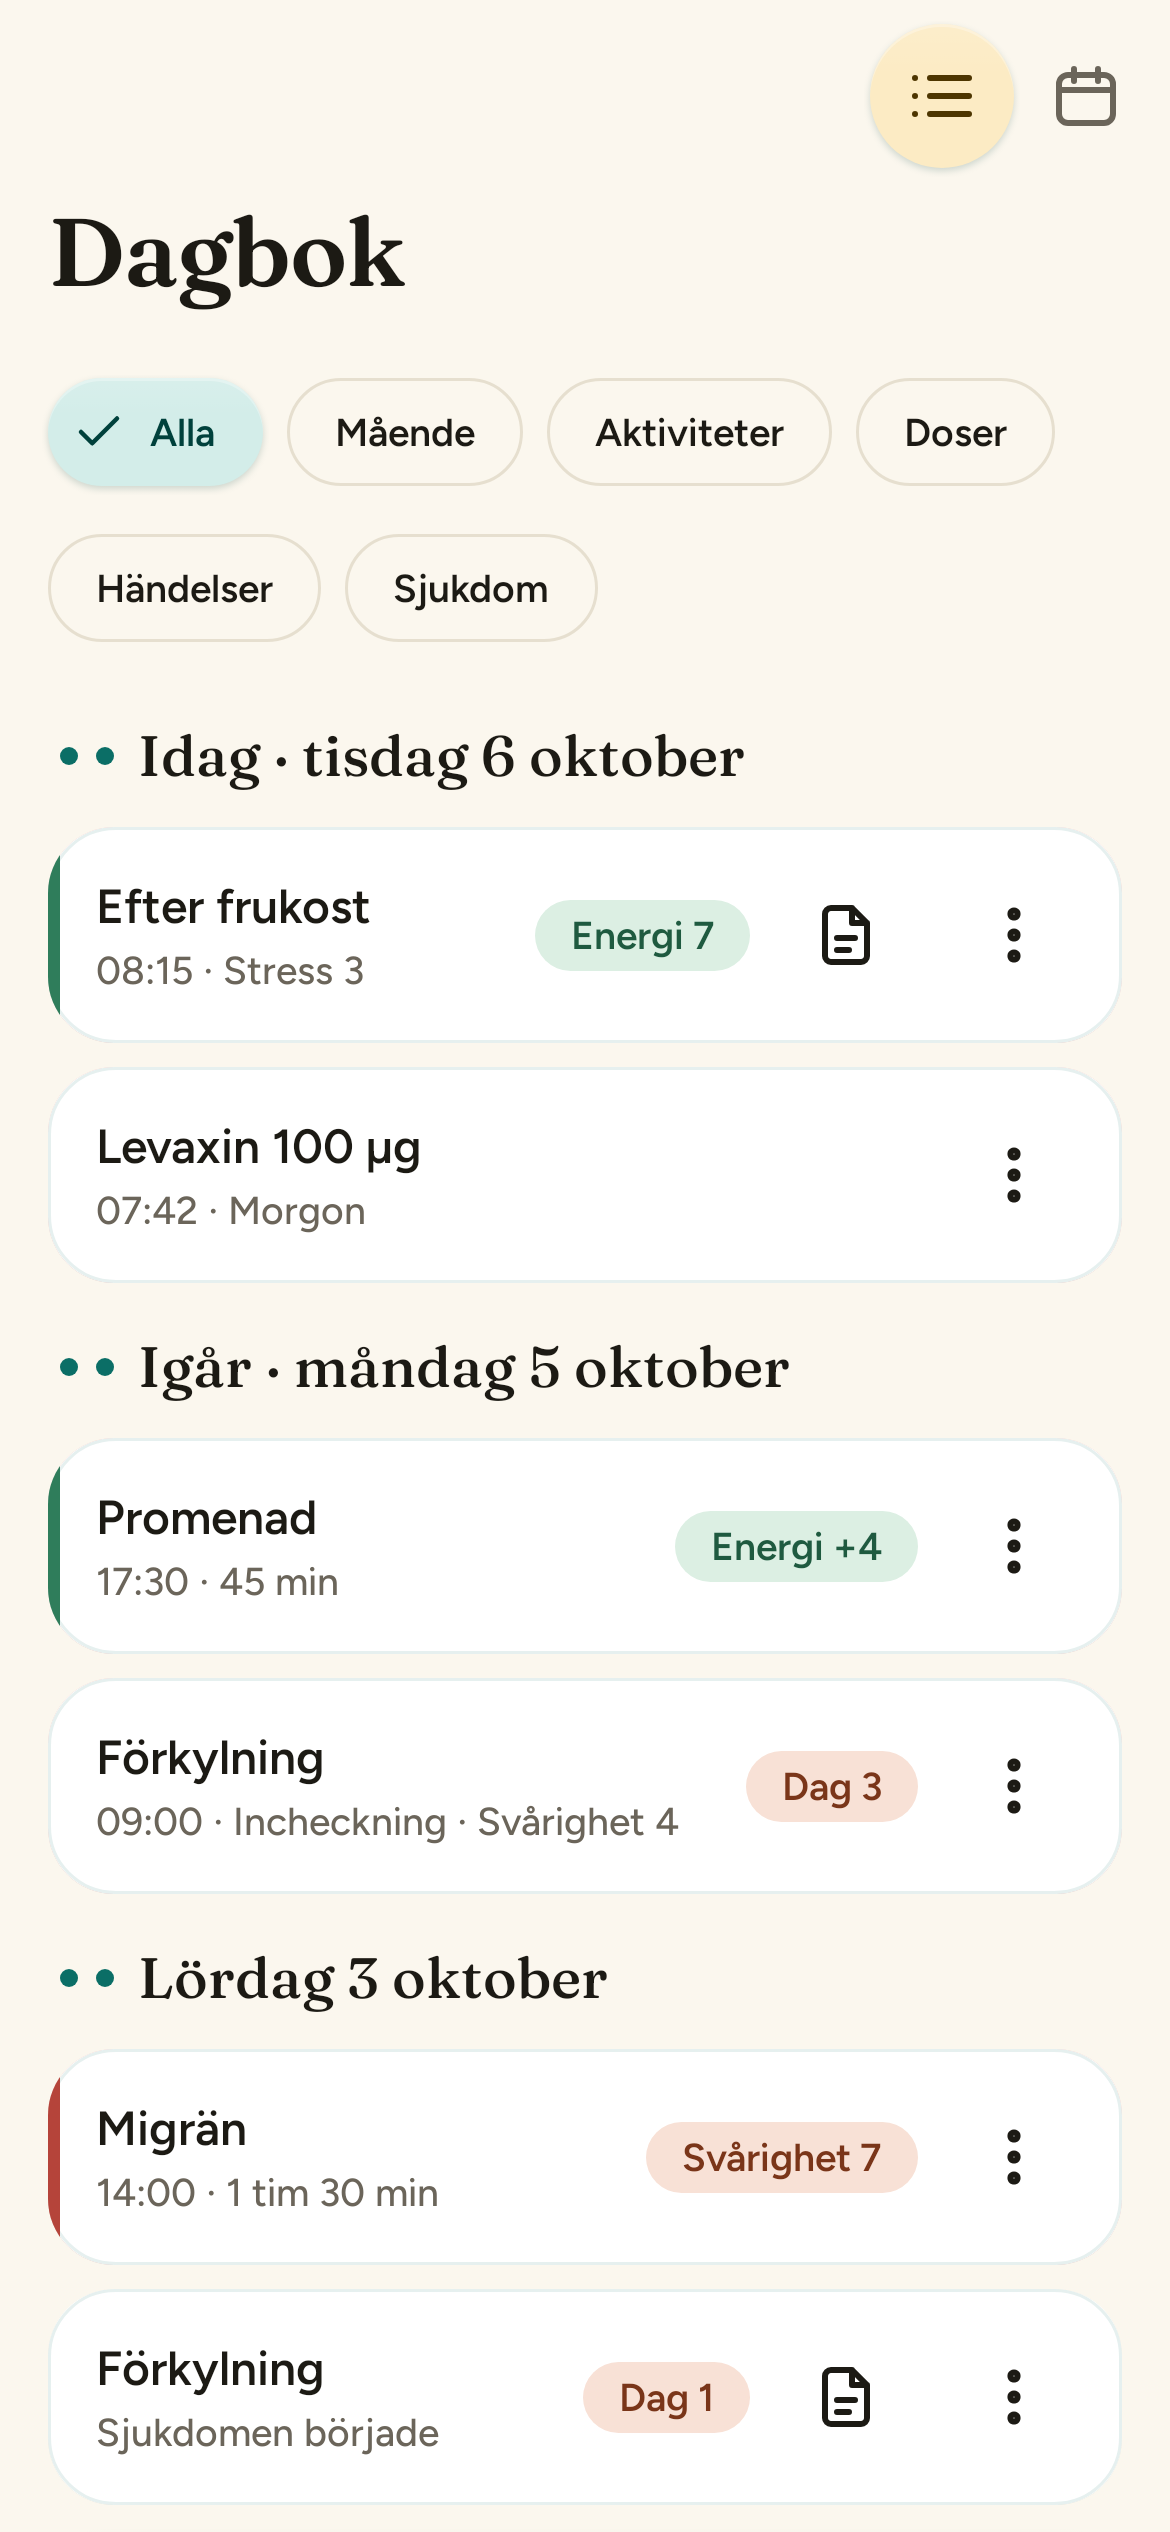 Dagbok
Alla
Mående
Aktiviteter
Doser
Händelser
Sjukdom
Idag · tisdag 6 oktober
Efter frukost
08:15 · Stress 3
Energi 7
Levaxin 100 µg
07:42 · Morgon
Igår · måndag 5 oktober
Promenad
17:30 · 45 min
Energi +4
Förkylning
09:00 · Incheckning · Svårighet 4
Dag 3
Lördag 3 oktober
Migrän
14:00 · 1 tim 30 min
Svårighet 7
Förkylning
Sjukdomen började
Dag 1